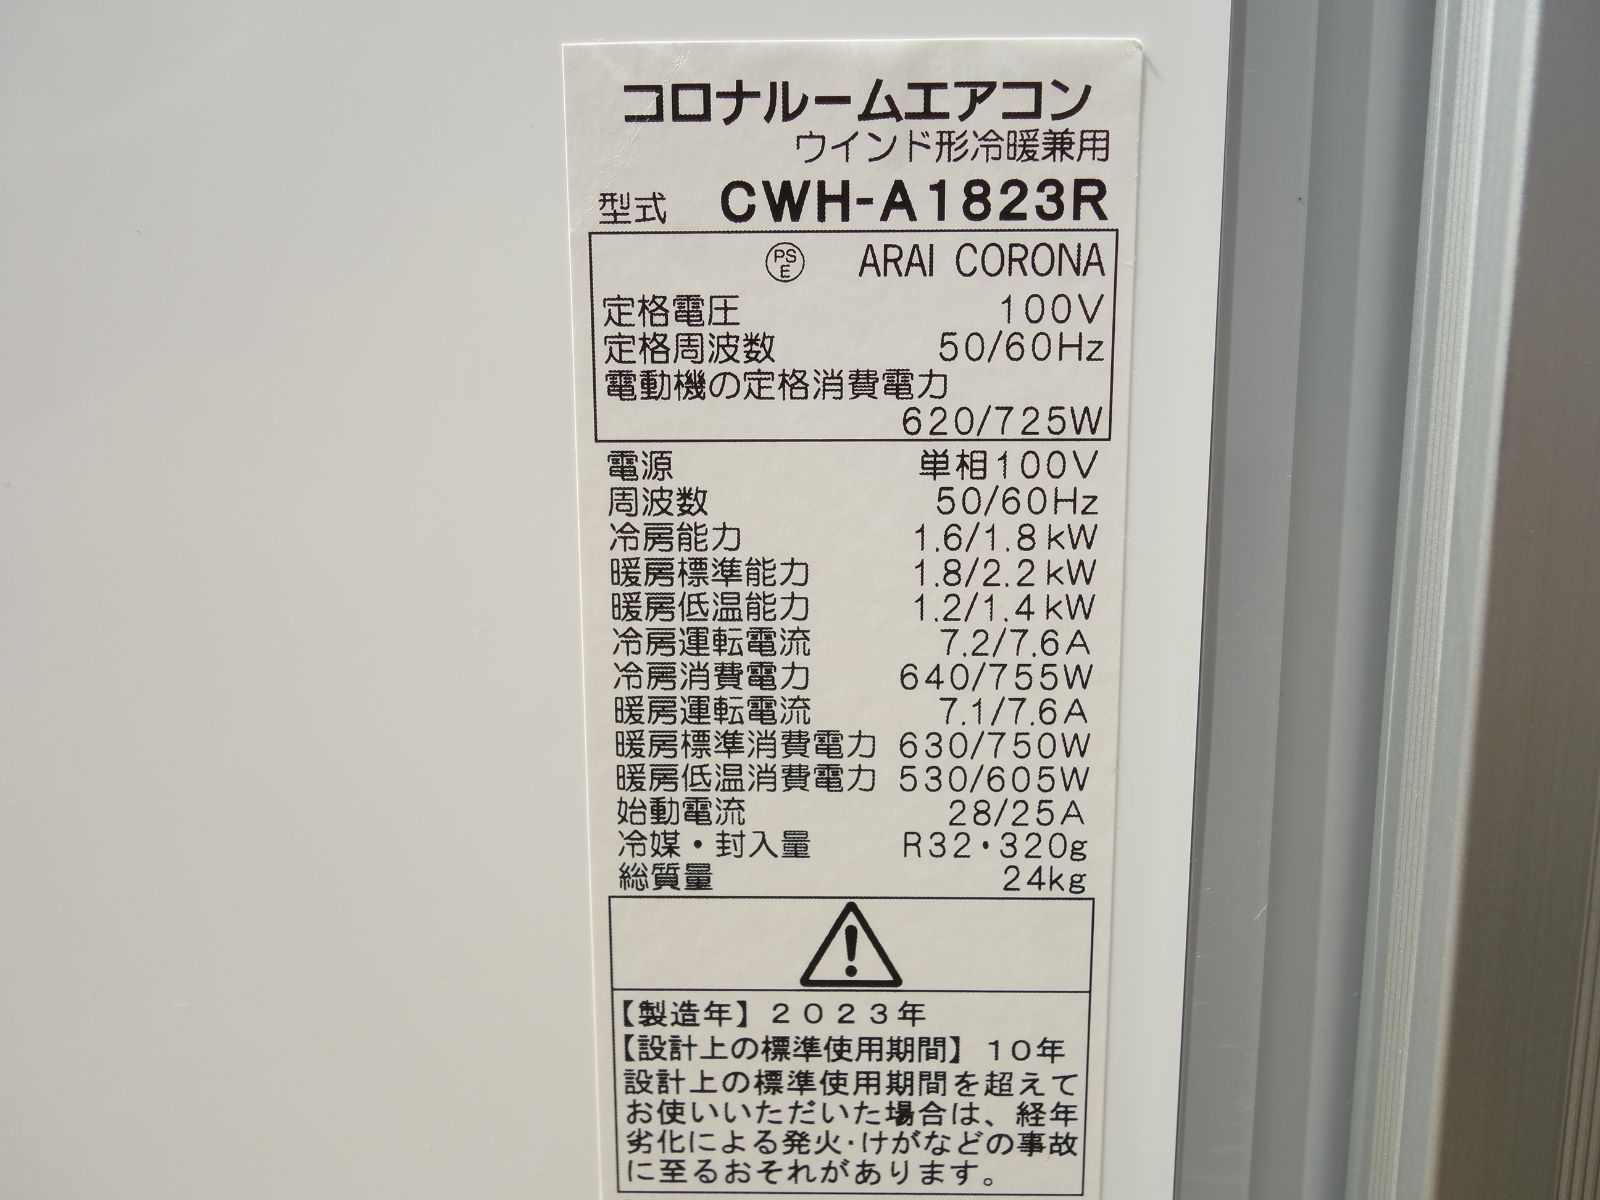 コロナルームエアコン
ウインド形冷暖兼用
型式 CWH-A1823R
PS E ARAI CORONA
定格電圧 100V
定格周波数 50/60Hz
電動機の定格消費電力
620/725W
電源 単相100V
周波数 50/60Hz
冷房能力 1.6/1.8kW
暖房標準能力 1.8/2.2kW
暖房低温能力 1.2/1.4kW
冷房運転電流 7.2/7.6A
冷房消費電力 640/755W
暖房運転電流 7.1/7.6A
暖房標準消費電力 630/750W
暖房低温消費電力 530/605W
始動電流 28/25A
冷媒・封入量 R32・320g
総質量 24kg
【製造年】2023年
【設計上の標準使用期間】10年
設計上の標準使用期間を超えて
お使いいただいた場合は、経年
劣化による発火・けがなどの事故
に至るおそれがあります。